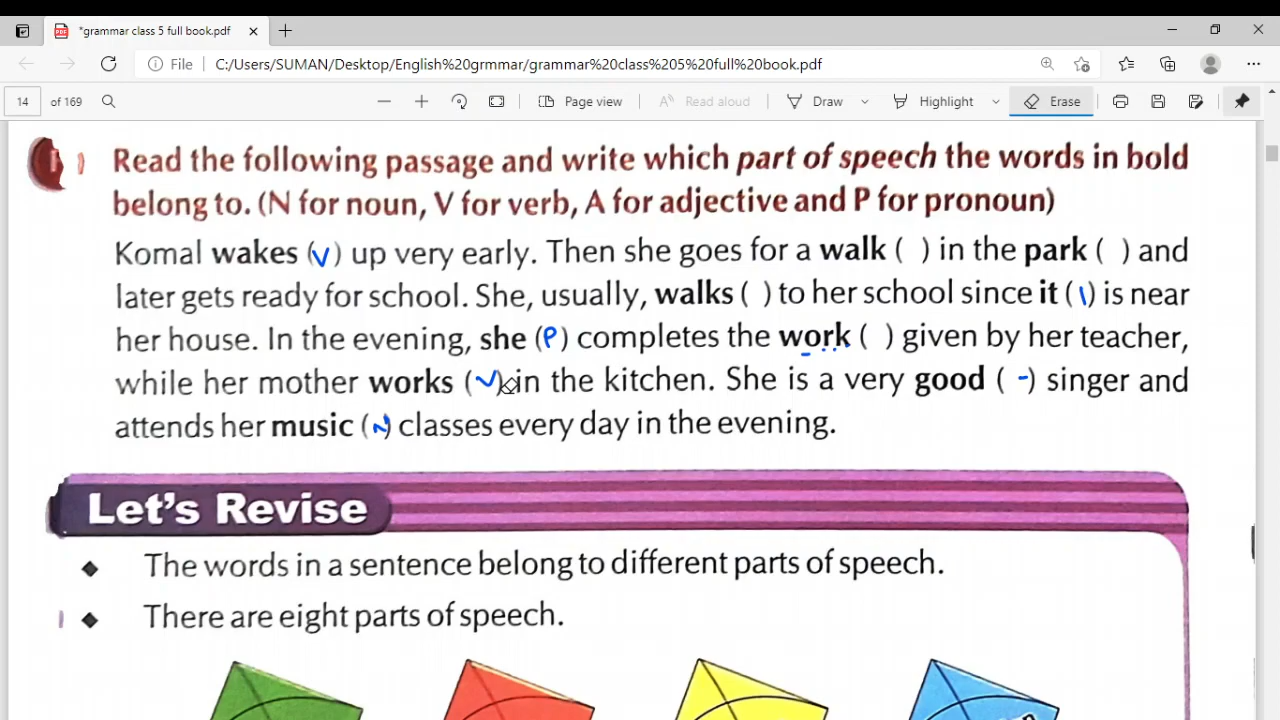 *grammar class 5 full book.pdf
File C:/Users/SUMAN/Desktop/English%20grmmar/grammar%20class%205%20full%20book.pdf
14 of 169 Page view Read aloud Draw Highlight Erase
Read the following passage and write which part of speech the words in bold
belong to. (N for noun, V for verb, A for adjective and P for pronoun)
Komal wakes (V) up very early. Then she goes for a walk ( ) in the park ( ) and
later gets ready for school. She, usually, walks ( ) to her school since it (\) is near
her house. In the evening, she (P) completes the work ( ) given by her teacher,
while her mother works (V) in the kitchen. She is a very good ( -) singer and
attends her music (N) classes every day in the evening.
Let's Revise
The words in a sentence belong to different parts of speech.
There are eight parts of speech.